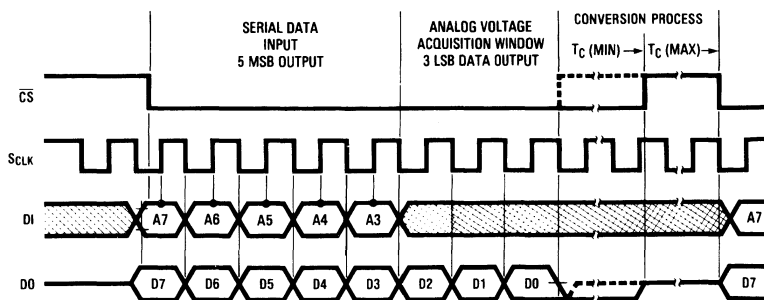 SERIAL DATA
INPUT
5 MSB OUTPUT
ANALOG VOLTAGE
ACQUISITION WINDOW
3 LSB DATA OUTPUT
CONVERSION PROCESS
TC (MIN) TC (MAX)
CS
SCLK
DI A7 A6 A5 A4 A3 A7
DO D7 D6 D5 D4 D3 D2 D1 D0 D7